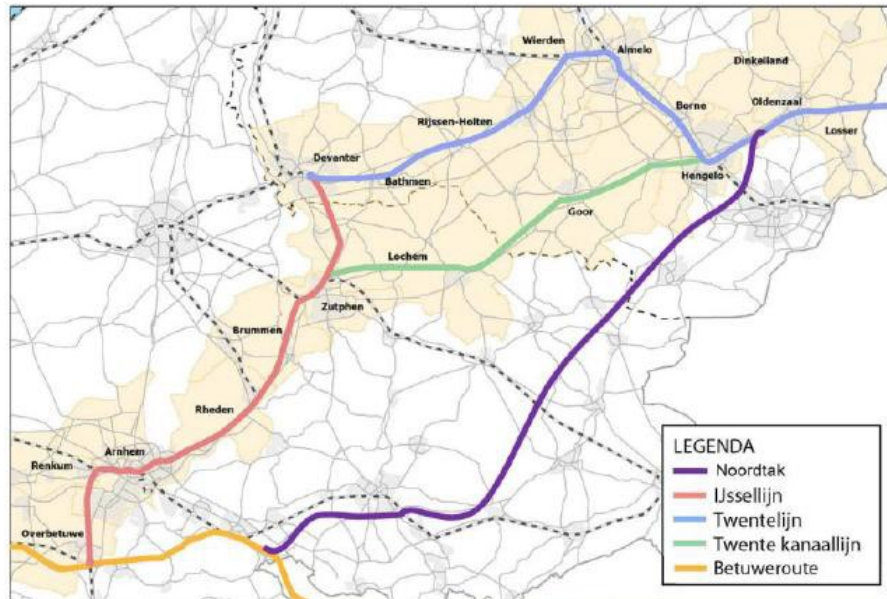 Wierden
Almelo
Dinkelland
Oldenzaal
Borne
Rijssen-Holten
Losser
Deventer
Bathmen
Hengelo
Goor
Lochem
Zutphen
Brummen
Rheden
Arnhem
Renkum
Overbetuwe
LEGENDA
Noordtak
IJssellijn
Twentelijn
Twente kanaallijn
Betuweroute